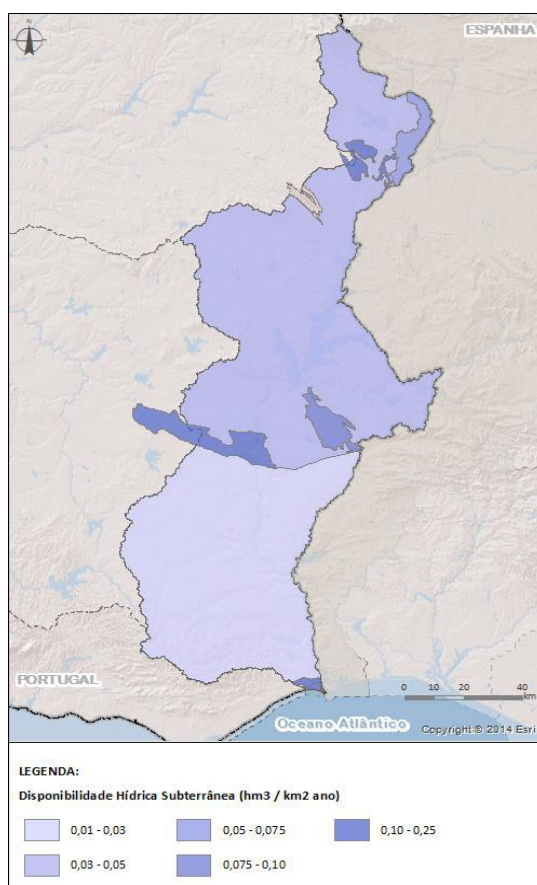 N
ESPANHA
PORTUGAL
0 20 40
km
Oceano Atlântico
Copyright:© 2014 Esri
LEGENDA:
Disponibilidade Hídrica Subterrânea (hm3 / km2 ano)
0,01 - 0,03 0,05 - 0,075 0,10 - 0,25
0,03 - 0,05 0,075 - 0,10